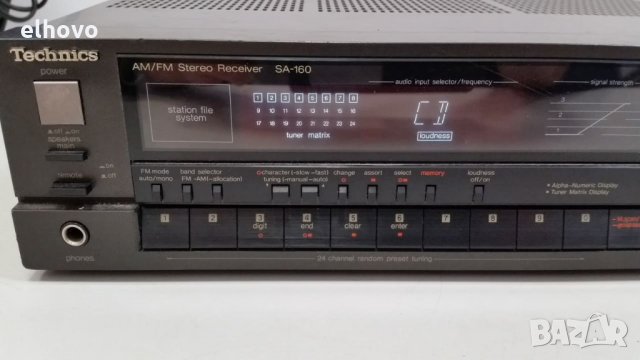 elhovo
Technics
AM/FM Stereo Receiver SA-160
power
audio input selector/frequency
signal strength
station file
system
1 2 3 4 5 6 7 8
9 10 11 12 13 14 15 16
17 18 19 20 21 22 23 24
tuner matrix
CD
loudness
3
2
1
off on
speakers
main
on
remote off
FM mode
auto/mono
band selector
FM -AM(-allocation)
character (-slow -fast)
tuning (-manual -auto)
change
assort
select
memory
loudness
off/on
• Alpha-Numeric Display
• Tuner Matrix Display
1 2 3 4 5 6 7 8 9 0
digit end clear enter
phones
24 channel random preset tuning
BAZAR